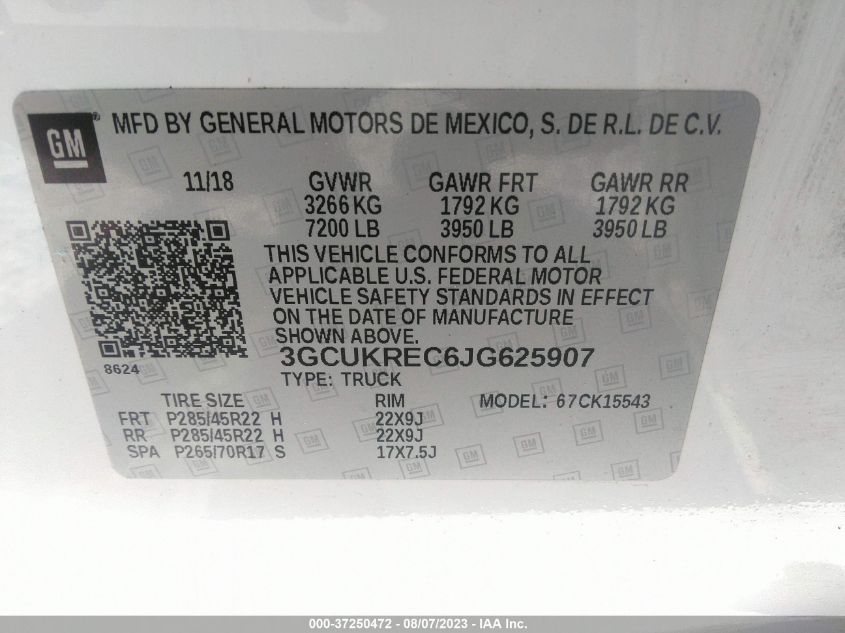 GM ® MFD BY GENERAL MOTORS DE MEXICO, S. DE R.L. DE C.V.
11/18 GVWR GAWR FRT GAWR RR
3266 KG 1792 KG 1792 KG
7200 LB 3950 LB 3950 LB
THIS VEHICLE CONFORMS TO ALL
APPLICABLE U.S. FEDERAL MOTOR
VEHICLE SAFETY STANDARDS IN EFFECT
ON THE DATE OF MANUFACTURE
SHOWN ABOVE.
3GCUKREC6JG625907
8624
TYPE: TRUCK
TIRE SIZE RIM MODEL: 67CK15543
FRT P285/45R22 H 22X9J
RR P285/45R22 H 22X9J
SPA P265/70R17 S 17X7.5J
000-37250472 - 08/07/2023 - IAA Inc.